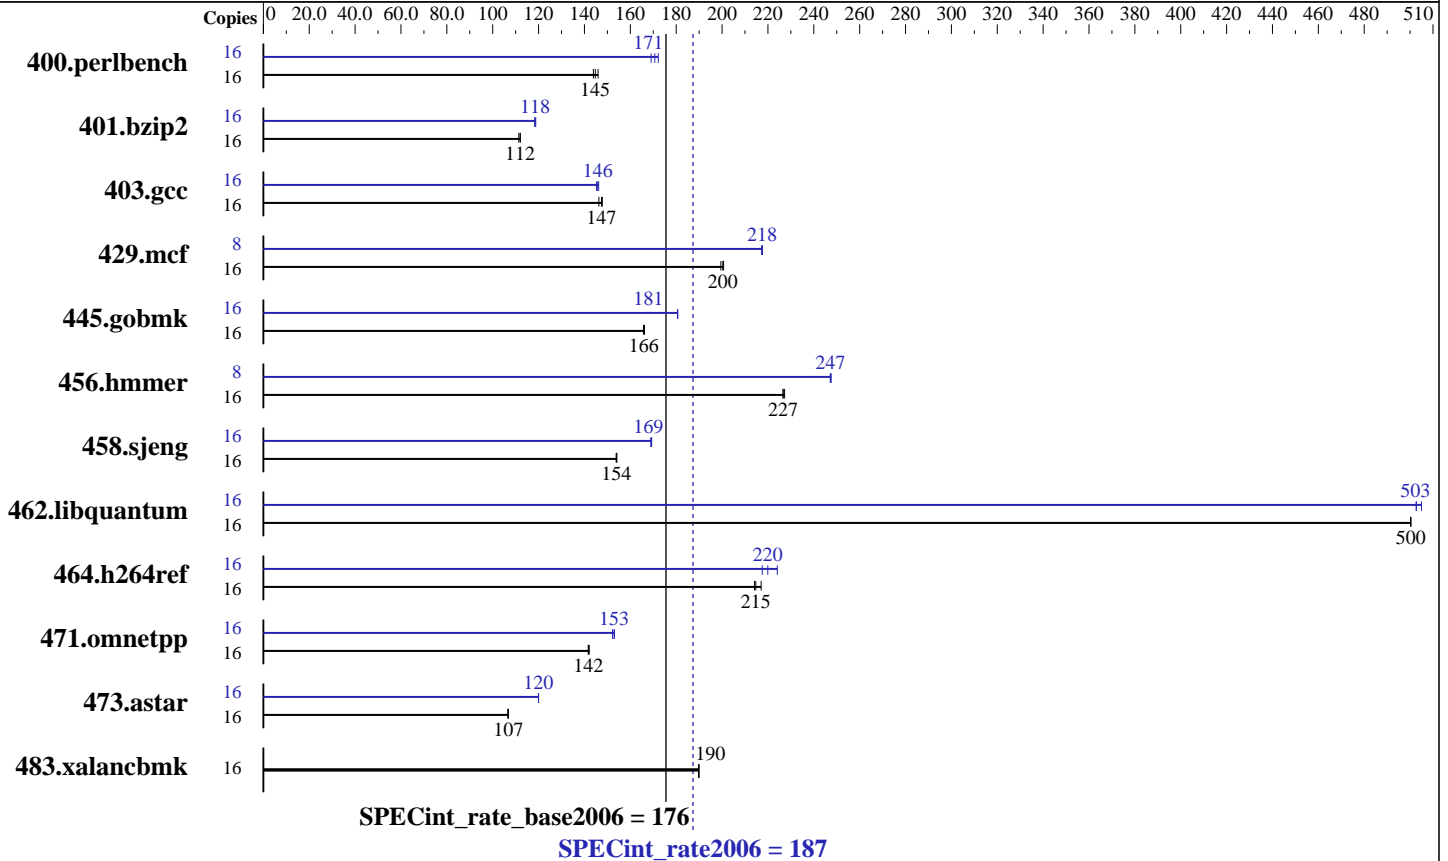 Copies 0 20.0 40.0 60.0 80.0 100 120 140 160 180 200 220 240 260 280 300 320 340 360 380 400 420 440 460 480 510
400.perlbench 16 171
16 145
401.bzip2 16 118
16 112
403.gcc 16 146
16 147
429.mcf 8 218
16 200
445.gobmk 16 181
16 166
456.hmmer 8 247
16 227
458.sjeng 16 169
16 154
462.libquantum 16 503
16 500
464.h264ref 16 220
16 215
471.omnetpp 16 153
16 142
473.astar 16 120
16 107
483.xalancbmk 16 190
SPECint_rate_base2006 = 176
SPECint_rate2006 = 187